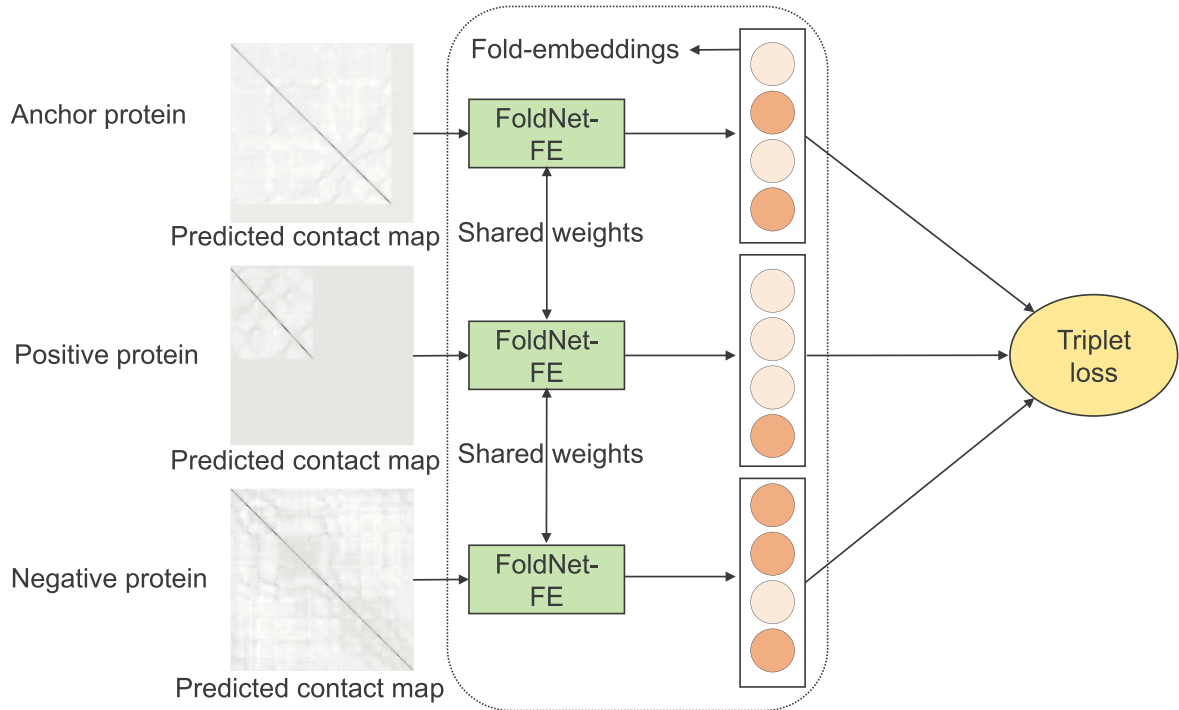 Fold-embeddings
Anchor protein
FoldNet-
FE
Predicted contact map
Shared weights
Positive protein
FoldNet-
FE
Triplet
loss
Predicted contact map
Shared weights
Negative protein
FoldNet-
FE
Predicted contact map